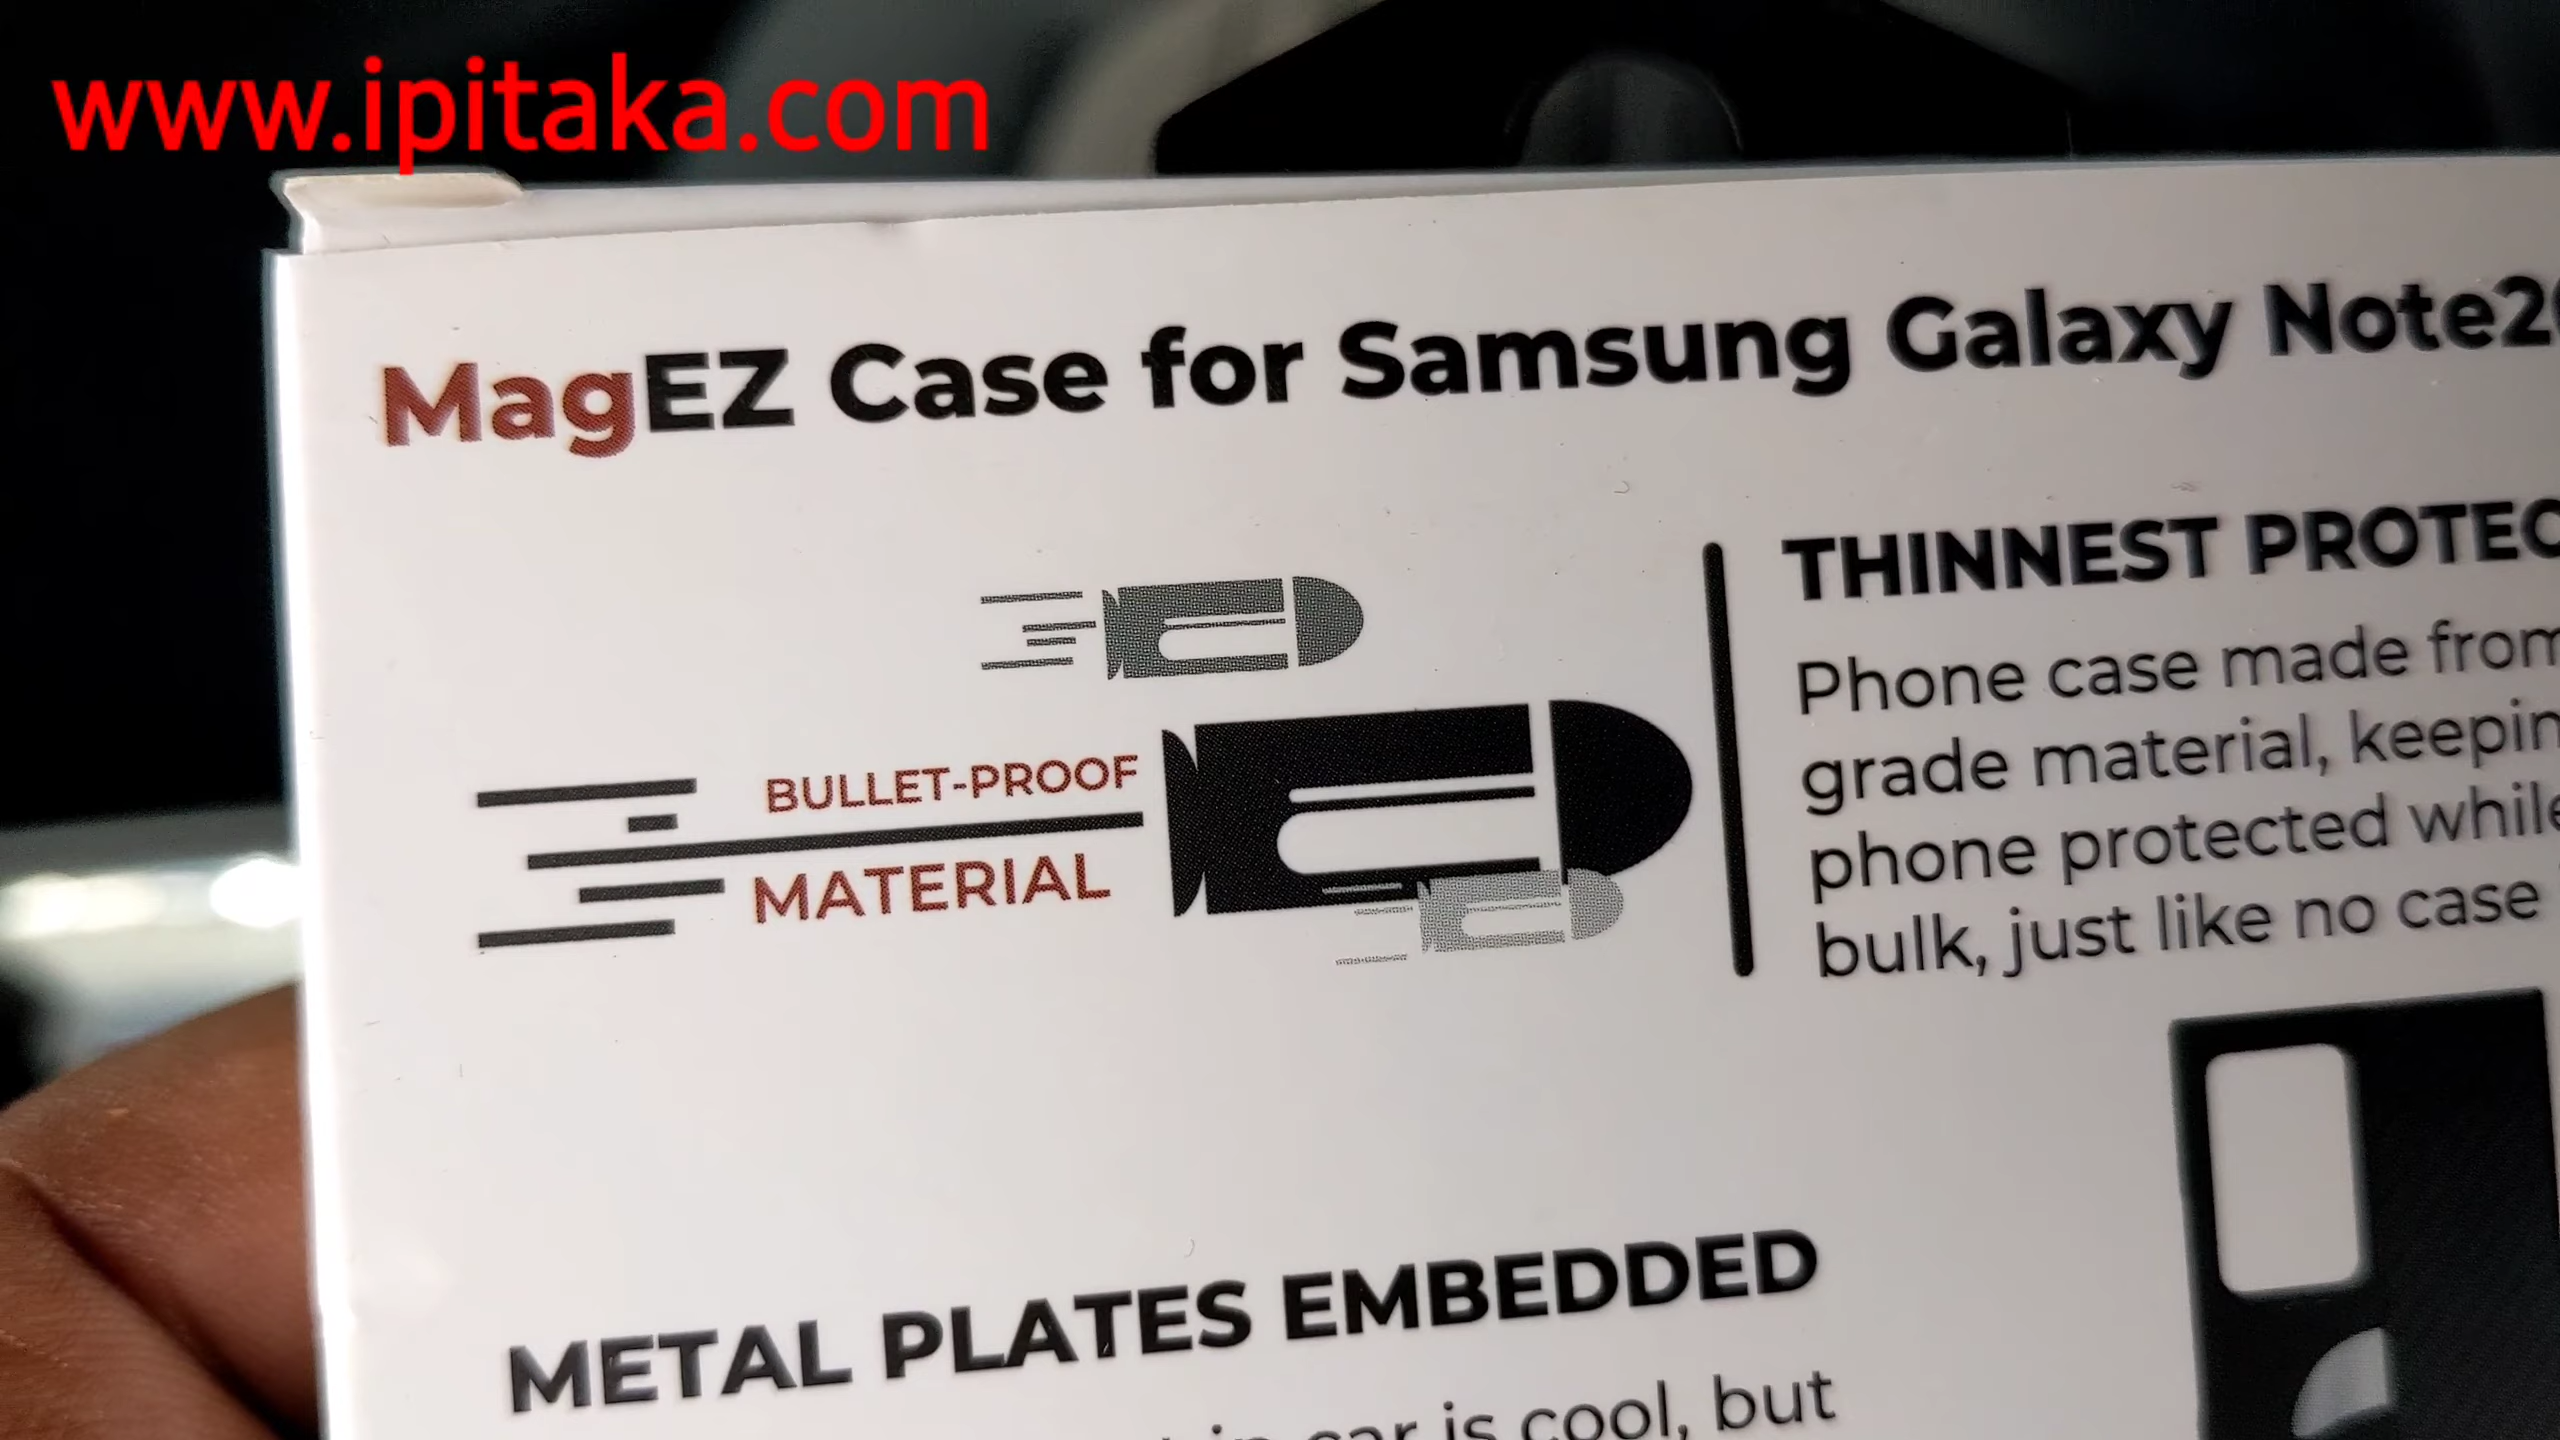 www.ipitaka.com
MagEZ Case for Samsung Galaxy Note2
BULLET-PROOF
MATERIAL
THINNEST PROTEC
Phone case made from
grade material, keepin
phone protected while
bulk, just like no case
METAL PLATES EMBEDDED
car is cool, but